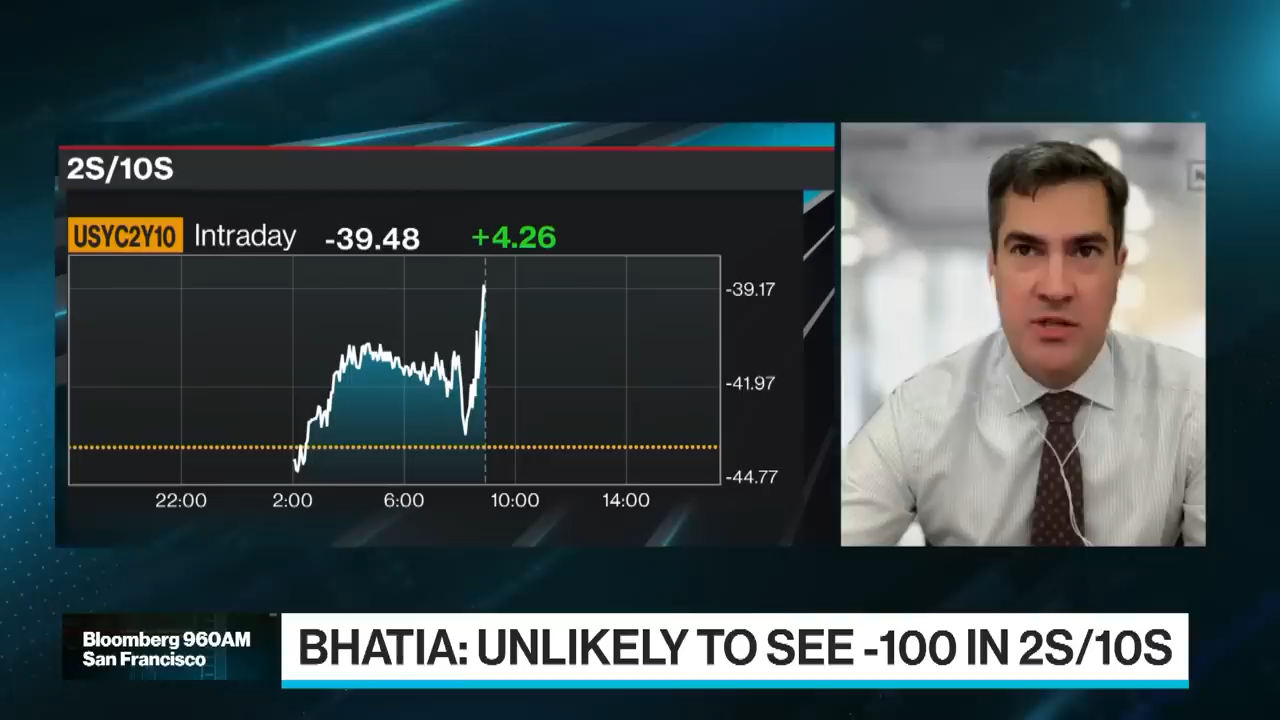 2S/10S
USYC2Y10 Intraday -39.48 +4.26
-39.17
-41.97
-44.77
22:00 2:00 6:00 10:00 14:00
Bloomberg 960AM
San Francisco
BHATIA: UNLIKELY TO SEE -100 IN 2S/10S